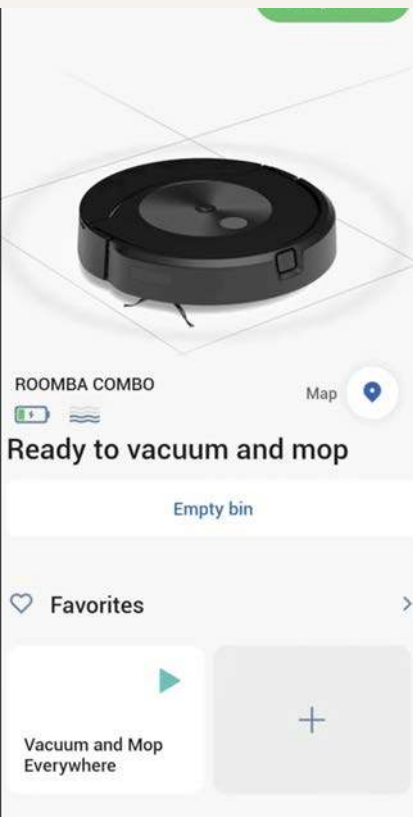 ROOMBA COMBO
Map
Ready to vacuum and mop
Empty bin
Favorites
Vacuum and Mop
Everywhere